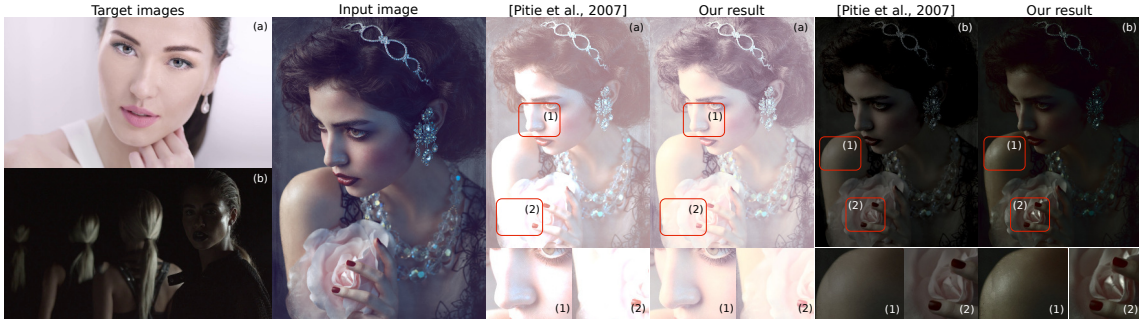 Target images
Input image
[Pitie et al., 2007]
Our result
[Pitie et al., 2007]
Our result
(a)
(b)
(a)
(1)
(2)
(1)
(2)
(a)
(1)
(2)
(1)
(2)
(b)
(1)
(2)
(1)
(2)
(b)
(1)
(2)
(1)
(2)